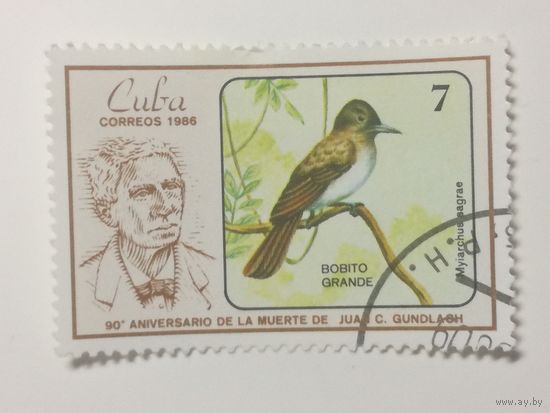 Cuba
CORREOS 1986
7
BOBITO
GRANDE
Myiarchus sagrae
90° ANIVERSARIO DE LA MUERTE DE JUAN C. GUNDLACH
www.ay.by